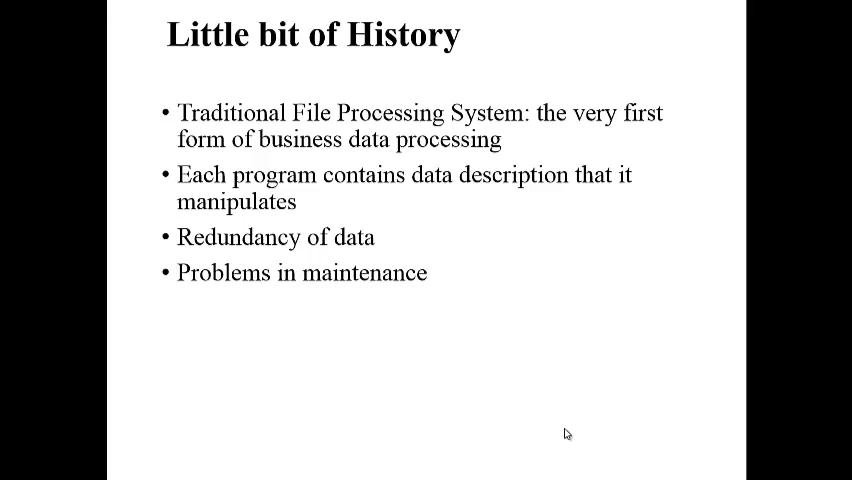 Little bit of History
• Traditional File Processing System: the very first
form of business data processing
• Each program contains data description that it
manipulates
• Redundancy of data
• Problems in maintenance